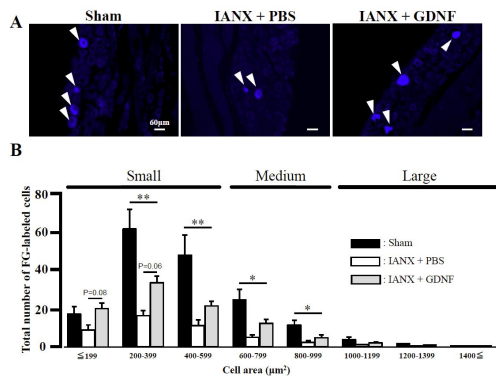 A
Sham
IANX + PBS
IANX + GDNF
60μm
B
Small
Medium
Large
Total number of FG-labeled cells
80
60
40
20
0
P=0.08
**
P=0.06
**
*
*
: Sham
: IANX + PBS
: IANX + GDNF
≦199
200-399
400-599
600-799
800-999
1000-1199
1200-1399
1400≦
Cell area (μm²)